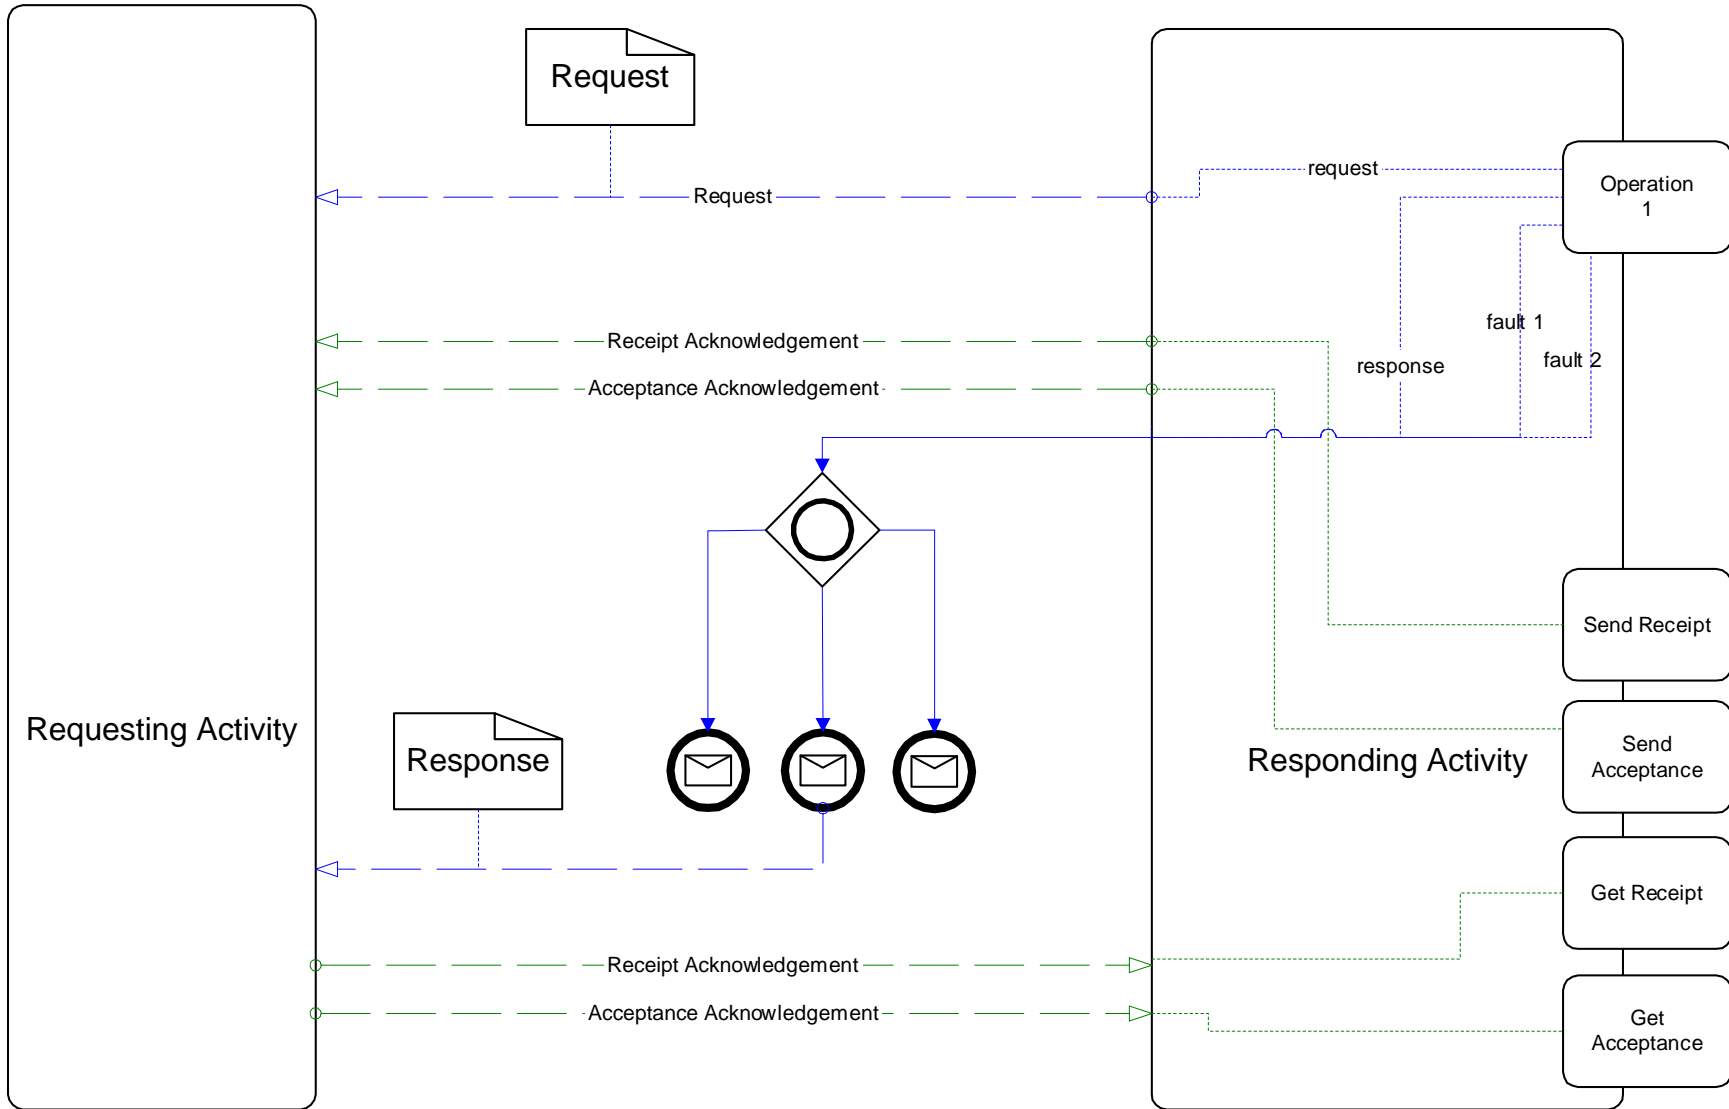 Request
request
Operation
1
Request
fault 1
Receipt Acknowledgement
fault 2
response
Acceptance Acknowledgement
Send Receipt
Requesting Activity
Response
Responding Activity
Send
Acceptance
Get Receipt
Receipt Acknowledgement
Acceptance Acknowledgement
Get
Acceptance